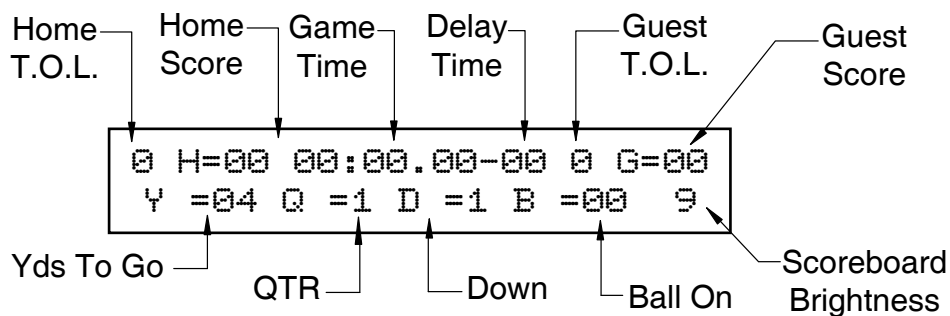 Home T.O.L.
Home Score
Game Time
Delay Time
Guest T.O.L.
Guest Score
0 H=00 00:00.00-00 0 G=00
Y =04 Q =1 D =1 B =00 9
Yds To Go
QTR
Down
Ball On
Scoreboard Brightness